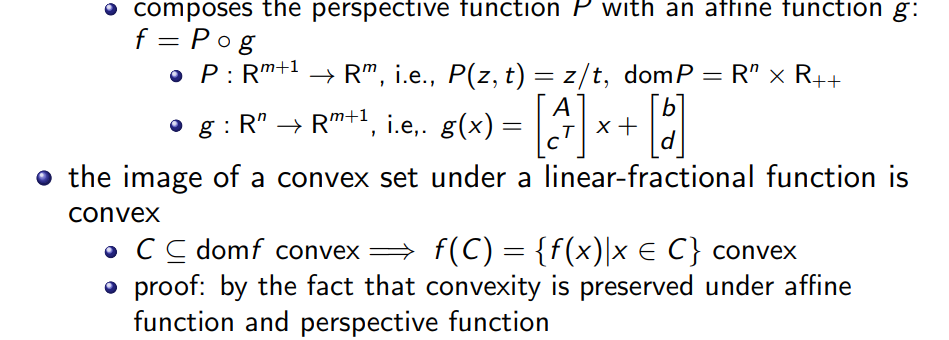 composes the perspective function P with an affine function g:
f = P ∘ g
P : R^{m+1} → R^m, i.e., P(z, t) = z/t, domP = R^n × R_{++}
g : R^n → R^{m+1}, i.e,. g(x) = [A; c^T] x + [b; d]
the image of a convex set under a linear-fractional function is
convex
C ⊆ domf convex ⟹ f(C) = {f(x)|x ∈ C} convex
proof: by the fact that convexity is preserved under affine
function and perspective function